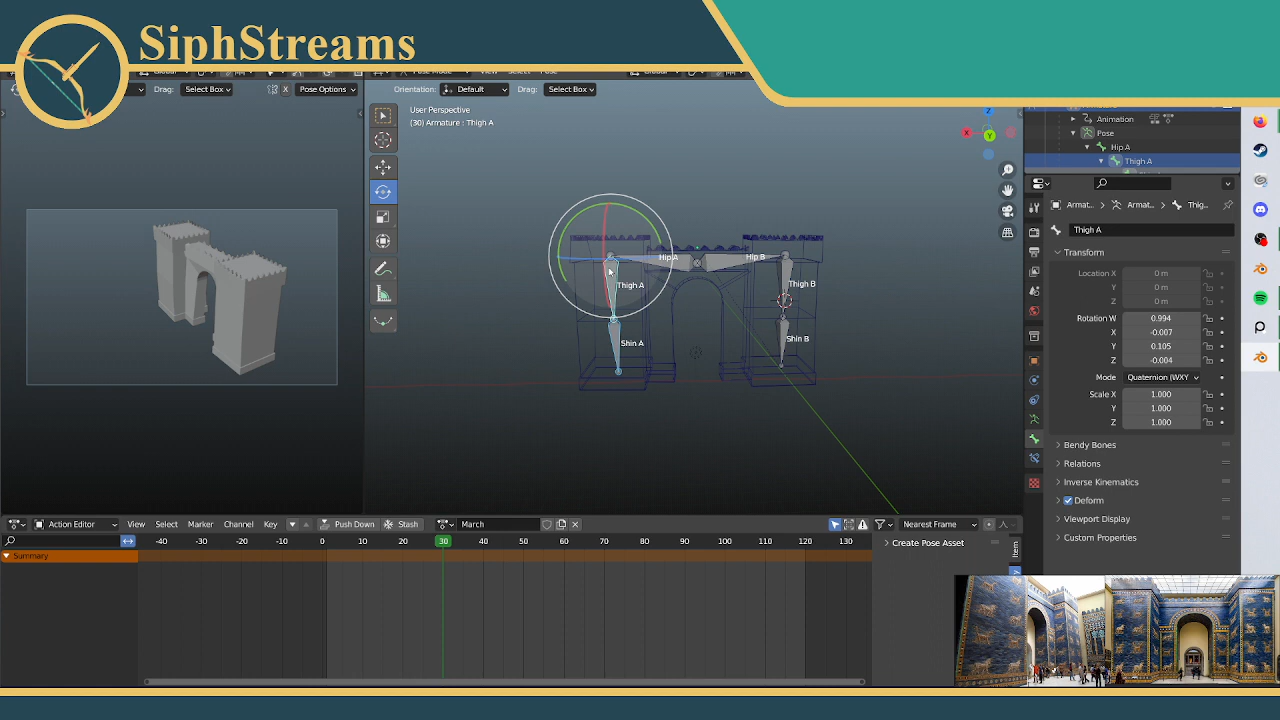 SiphStreams
Drag: Select Box Pose Options
Orientation: Default Drag: Select Box
User Perspective
(30) Armature : Thigh A
Hip A
Hip B
Thigh A
Thigh B
Shin A
Shin B
X
Y
Z
Animation
Pose
Hip A
Thigh A
Armat... Armat... Thig...
Thigh A
Transform
Location X 0 m
Y 0 m
Z 0 m
Rotation W 0.994
X -0.007
Y 0.105
Z -0.004
Mode Quaternion (WXY
Scale X 1.000
Y 1.000
Z 1.000
Bendy Bones
Relations
Inverse Kinematics
Deform
Viewport Display
Custom Properties
Action Editor View Select Marker Channel Key Push Down Stash March Nearest Frame
-40 -30 -20 -10 0 10 20 30 40 50 60 70 80 90 100 110 120 130
Summary
Create Pose Asset
Item